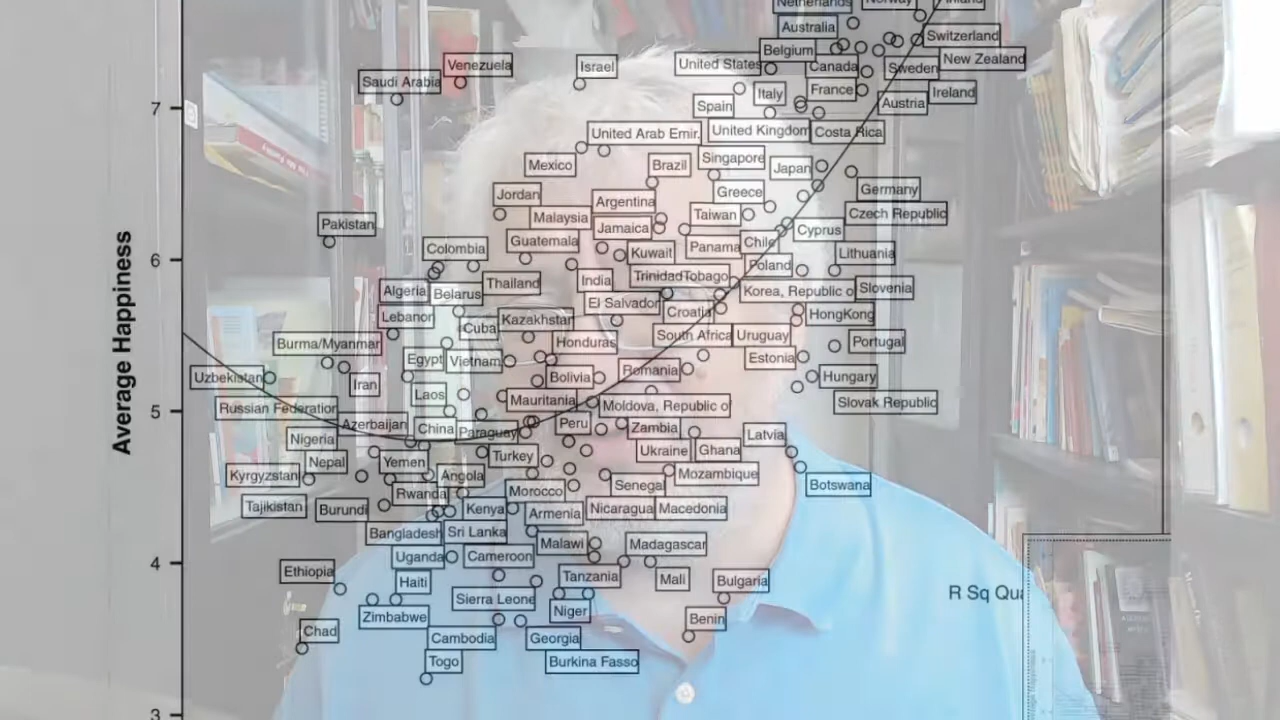 Netherlands
Norway
Finland
Australia
Switzerland
Belgium
New Zealand
Venezuela
Israel
United States
Canada
Sweden
Saudi Arabia
Italy
France
Ireland
7
Spain
Austria
United Arab Emir.
United Kingdom
Costa Rica
Mexico
Brazil
Singapore
Japan
Jordan
Greece
Germany
Argentina
Malaysia
Taiwan
Czech Republic
Pakistan
Jamaica
Cyprus
Colombia
Guatemala
Kuwait
Panama
Chile
Lithuania
6
Poland
Thailand
India
TrinidadTobago
Algeria
Belarus
Korea, Republic o
Slovenia
El Salvador
Lebanon
Kazakhstan
Croatia
HongKong
Cuba
Burma/Myanmar
Honduras
South Africa
Uruguay
Portugal
Average Happiness
Egypt
Vietnam
Estonia
Uzbekistan
Iran
Bolivia
Romania
Hungary
Laos
Mauritania
Slovak Republic
Russian Federation
Moldova, Republic o
5
Azerbaijan
China
Paraguay
Peru
Zambia
Latvia
Nigeria
Turkey
Ukraine
Ghana
Nepal
Yemen
Kyrgyzstan
Angola
Mozambique
Rwanda
Morocco
Senegal
Botswana
Tajikistan
Burundi
Kenya
Armenia
Nicaragua
Macedonia
Bangladesh
Sri Lanka
Malawi
Madagascar
Uganda
Cameroon
4
Ethiopia
Haiti
Tanzania
Mali
Bulgaria
Sierra Leone
R Sq Qua
Zimbabwe
Niger
Benin
Chad
Cambodia
Georgia
Togo
Burkina Fasso
3